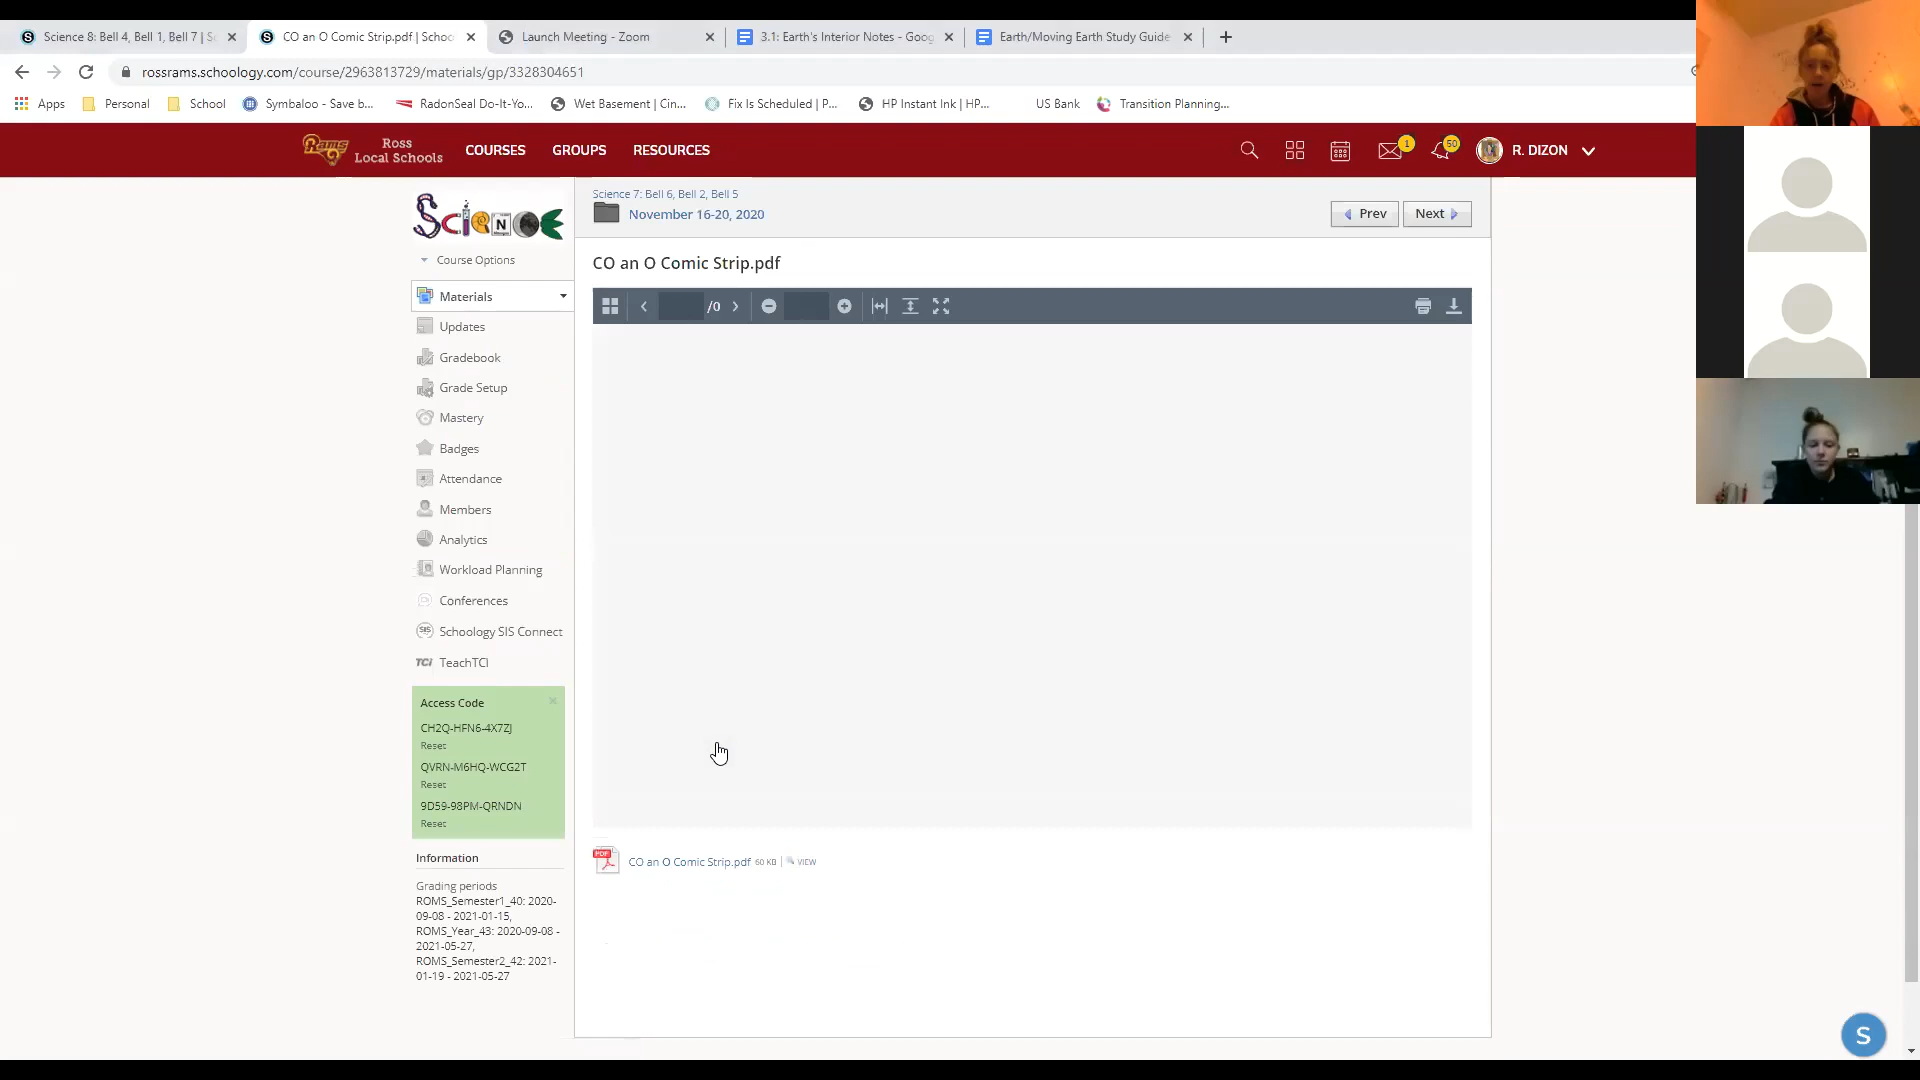 Science 8: Bell 4, Bell 1, Bell 7 | S
CO an O Comic Strip.pdf | Schoo
Launch Meeting - Zoom
3.1: Earth's Interior Notes - Goog
Earth/Moving Earth Study Guide
rossrams.schoology.com/course/2963813729/materials/gp/3328304651
Apps
Personal
School
Symbaloo - Save b...
RadonSeal Do-It-Yo...
Wet Basement | Cin...
Fix Is Scheduled | P...
HP Instant Ink | HP...
US Bank
Transition Planning...
Rams
Ross
Local Schools
COURSES
GROUPS
RESOURCES
1
50
R. DIZON
Science
Course Options
Materials
Updates
Gradebook
Grade Setup
Mastery
Badges
Attendance
Members
Analytics
Workload Planning
Conferences
SIS Schoology SIS Connect
TCi TeachTCI
Access Code
CH2Q-HFN6-4X7ZJ
Reset
QVRN-M6HQ-WCG2T
Reset
9D59-98PM-QRNDN
Reset
Information
Grading periods
ROMS_Semester1_40: 2020-
09-08 - 2021-01-15,
ROMS_Year_43: 2020-09-08 -
2021-05-27,
ROMS_Semester2_42: 2021-
01-19 - 2021-05-27
Science 7: Bell 6, Bell 2, Bell 5
November 16-20, 2020
Prev
Next
CO an O Comic Strip.pdf
/0
PDF
CO an O Comic Strip.pdf 60 KB | VIEW
S